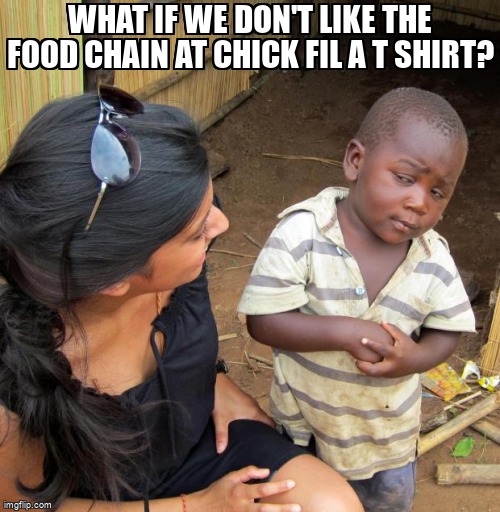 WHAT IF WE DON'T LIKE THE
FOOD CHAIN AT CHICK FIL A T SHIRT?
imgflip.com